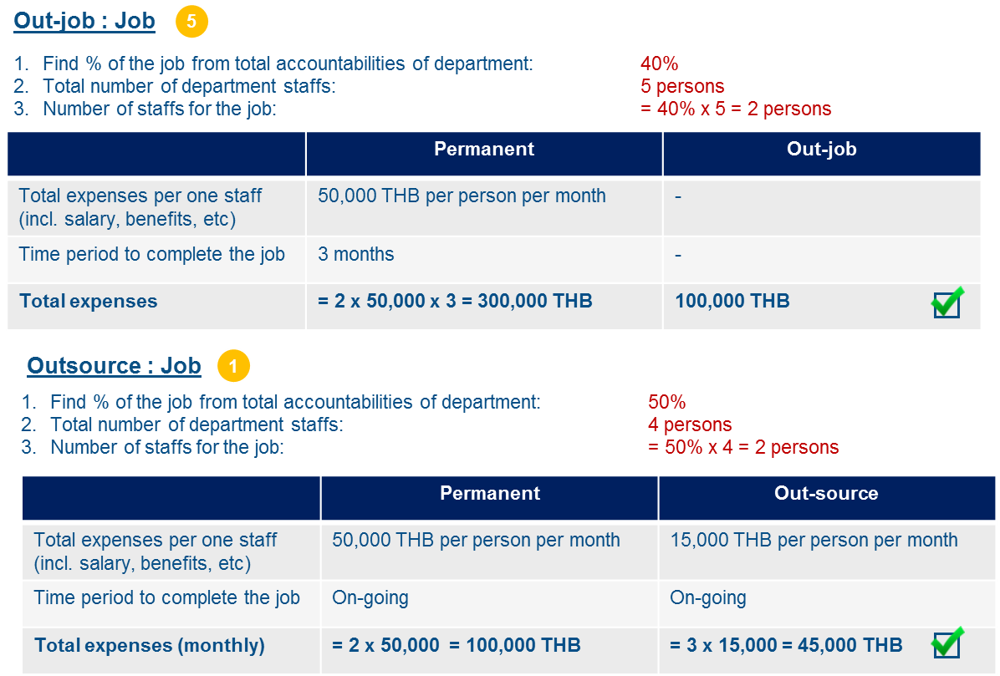 Out-job : Job 5
1. Find % of the job from total accountabilities of department: 40%
2. Total number of department staffs: 5 persons
3. Number of staffs for the job: = 40% x 5 = 2 persons
Permanent Out-job
Total expenses per one staff 50,000 THB per person per month -
(incl. salary, benefits, etc)
Time period to complete the job 3 months -
Total expenses = 2 x 50,000 x 3 = 300,000 THB 100,000 THB
Outsource : Job 1
1. Find % of the job from total accountabilities of department: 50%
2. Total number of department staffs: 4 persons
3. Number of staffs for the job: = 50% x 4 = 2 persons
Permanent Out-source
Total expenses per one staff 50,000 THB per person per month 15,000 THB per person per month
(incl. salary, benefits, etc)
Time period to complete the job On-going On-going
Total expenses (monthly) = 2 x 50,000 = 100,000 THB = 3 x 15,000 = 45,000 THB